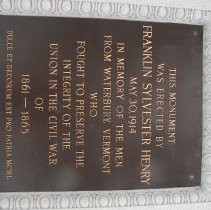 THIS MONUMENT
WAS ERECTED BY
FRANKLIN SYLVESTER HENRY
MAY 30 1914
IN MEMORY OF THE MEN
FROM WATERBURY, VERMONT
WHO
FOUGHT TO PRESERVE THE
INTEGRITY OF THE
UNION IN THE CIVIL WAR
OF
1861-1865
DULCE ET DECORUM EST PRO PATRIA MORI